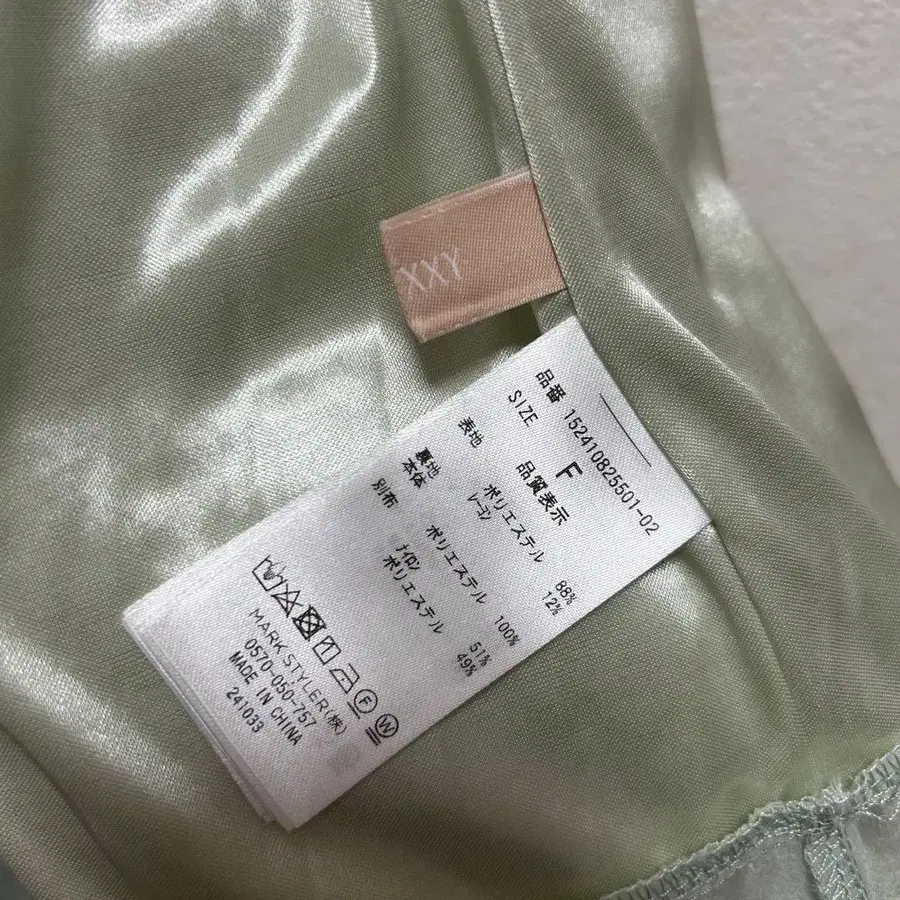 XXY
品番 152410825501-02
SIZE F
品質表示
表地 ポリエステル 88%
レーヨン 12%
裏地
本体 ポリエステル 100%
別布 ナイロン 51%
ポリエステル 49%
MARK STYLER(株)
0570-050-757
MADE IN CHINA
241033